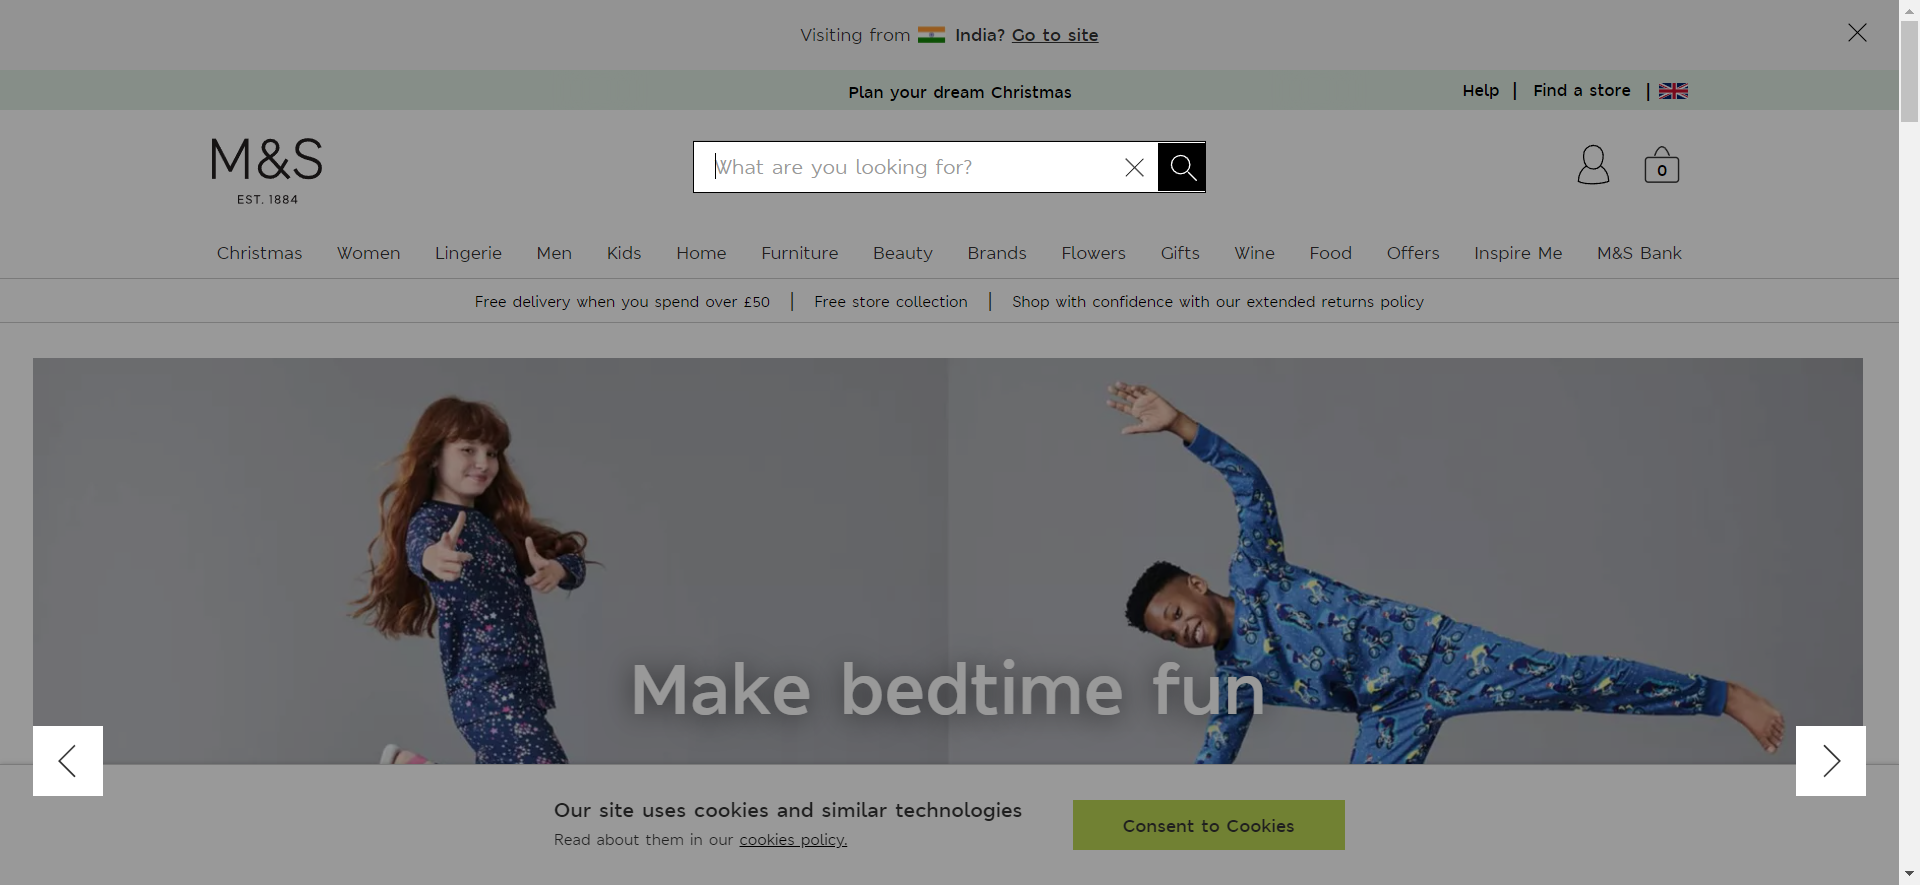 Visiting from India? Go to site
Plan your dream Christmas
Help | Find a store |
M&S
EST. 1884
What are you looking for?
0
Christmas Women Lingerie Men Kids Home Furniture Beauty Brands Flowers Gifts Wine Food Offers Inspire Me M&S Bank
Free delivery when you spend over £50 | Free store collection | Shop with confidence with our extended returns policy
Make bedtime fun
Our site uses cookies and similar technologies
Read about them in our cookies policy.
Consent to Cookies